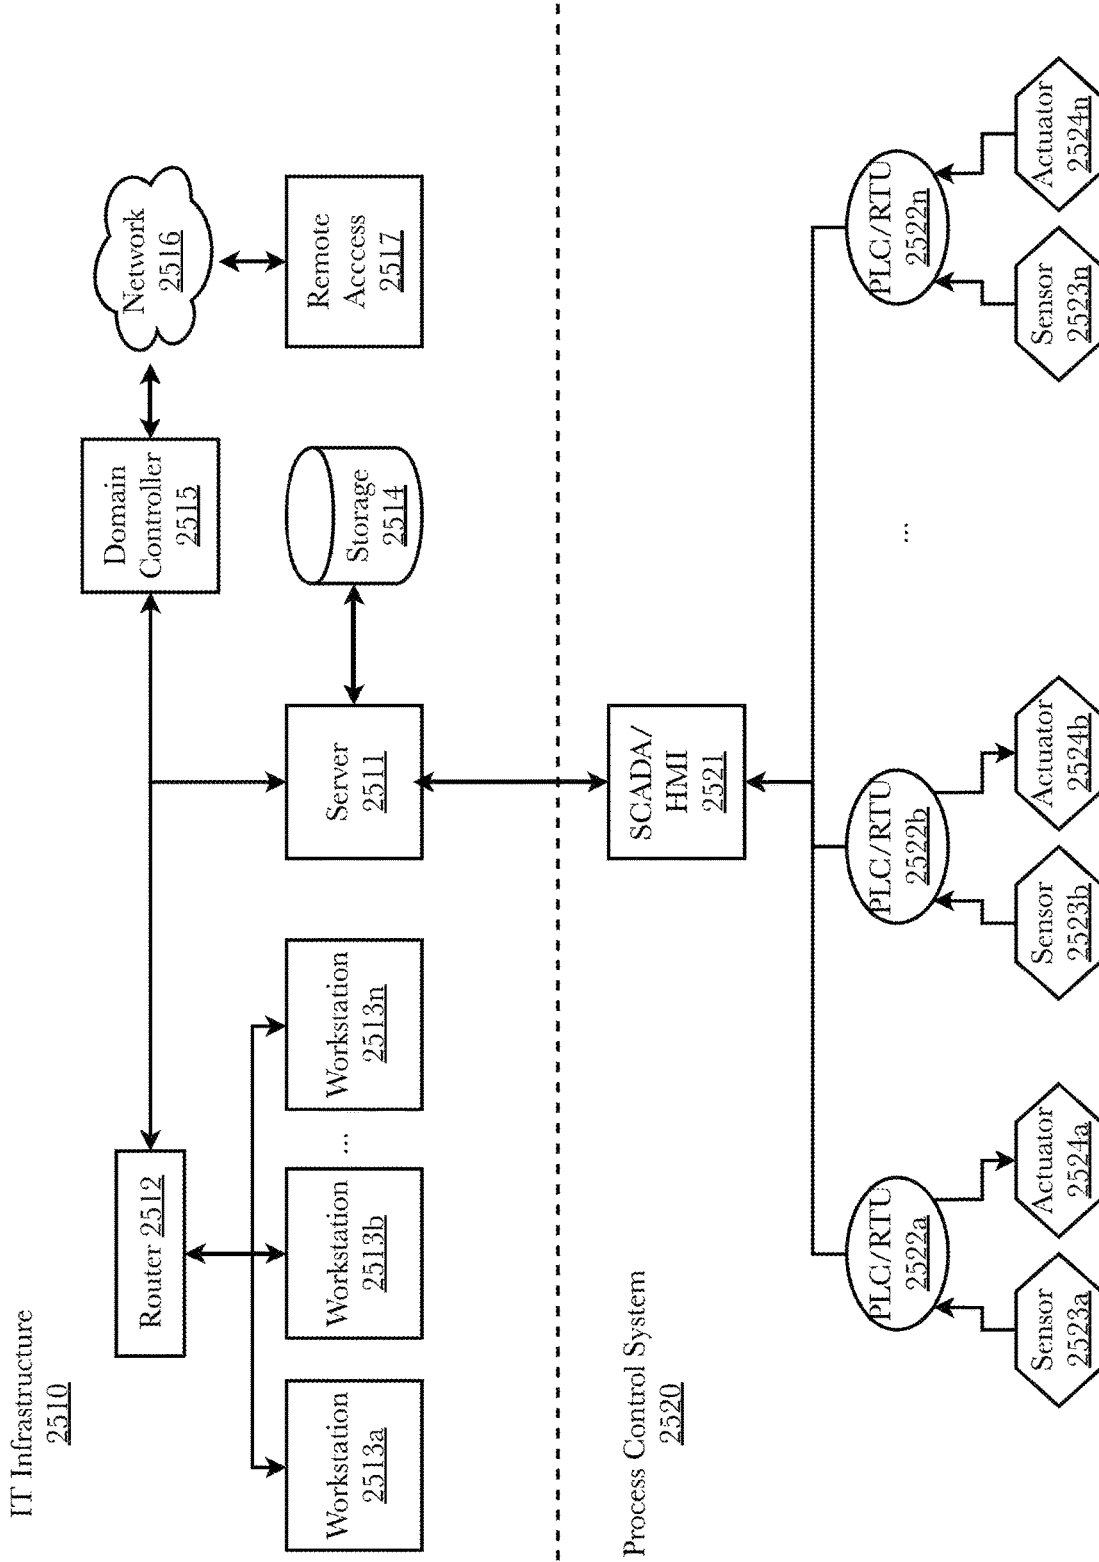 IT Infrastructure
2510
Router 2512
Domain
Controller
2515
Network
2516
Workstation
2513a
Workstation
2513b
...
Workstation
2513n
Server
2511
Storage
2514
Remote
Acccess
2517
Process Control System
2520
SCADA/
HMI
2521
PLC/RTU
2522a
PLC/RTU
2522b
...
PLC/RTU
2522n
Sensor
2523a
Actuator
2524a
Sensor
2523b
Actuator
2524b
Sensor
2523n
Actuator
2524n